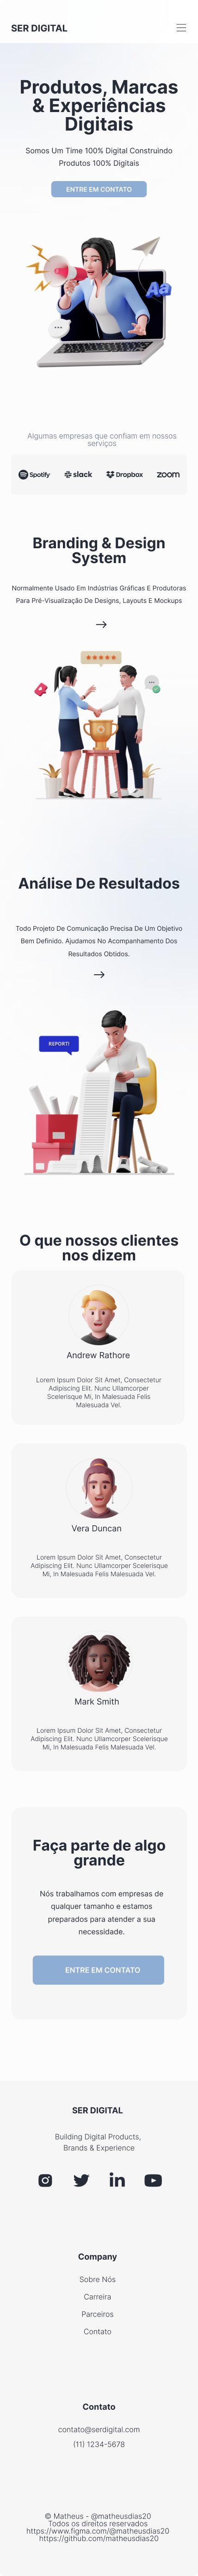 SER DIGITAL
Produtos, Marcas
& Experiências
Digitais
Somos Um Time 100% Digital Construindo
Produtos 100% Digitais
ENTRE EM CONTATO
Aa
Algumas empresas que confiam em nossos
serviços
Spotify slack Dropbox zoom
Branding & Design
System
Normalmente Usado Em Indústrias Gráficas E Produtoras
Para Pré-Visualização De Designs, Layouts E Mockups
Análise De Resultados
Todo Projeto De Comunicação Precisa De Um Objetivo
Bem Definido. Ajudamos No Acompanhamento Dos
Resultados Obtidos.
REPORT!
O que nossos clientes
nos dizem
Andrew Rathore
Lorem Ipsum Dolor Sit Amet, Consectetur
Adipiscing Elit. Nunc Ullamcorper
Scelerisque Mi, In Malesuada Felis
Malesuada Vel.
Vera Duncan
Lorem Ipsum Dolor Sit Amet, Consectetur
Adipiscing Elit. Nunc Ullamcorper Scelerisque
Mi, In Malesuada Felis Malesuada Vel.
Mark Smith
Lorem Ipsum Dolor Sit Amet, Consectetur
Adipiscing Elit. Nunc Ullamcorper Scelerisque
Mi, In Malesuada Felis Malesuada Vel.
Faça parte de algo
grande
Nós trabalhamos com empresas de
qualquer tamanho e estamos
preparados para atender a sua
necessidade.
ENTRE EM CONTATO
SER DIGITAL
Building Digital Products,
Brands & Experience
Company
Sobre Nós
Carreira
Parceiros
Contato
Contato
contato@serdigital.com
(11) 1234-5678
© Matheus - @matheusdias20
Todos os direitos reservados
https://www.figma.com/@matheusdias20
https://github.com/matheusdias20